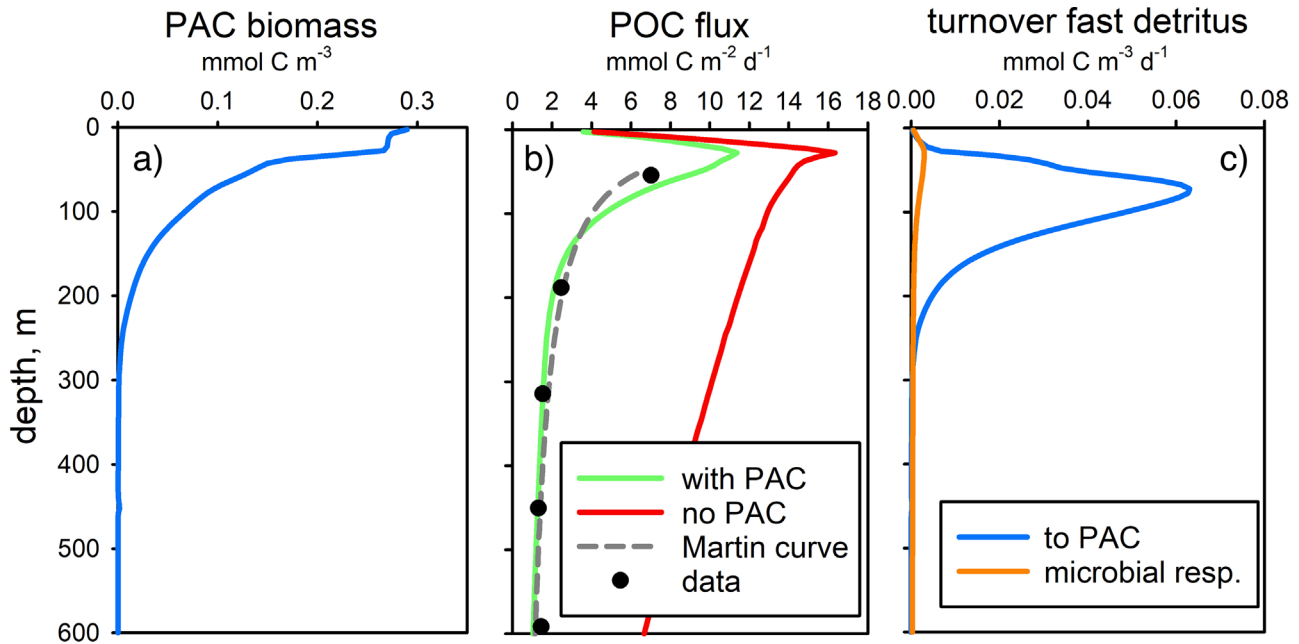 PAC biomass
mmol C m-3
0.0 0.1 0.2 0.3
a)
POC flux
mmol C m-2 d-1
0 2 4 6 8 10 12 14 16 18
b)
turnover fast detritus
mmol C m-3 d-1
0.00 0.02 0.04 0.06 0.08
c)
depth, m
0
100
200
300
400
500
600
with PAC
no PAC
Martin curve
data
to PAC
microbial resp.